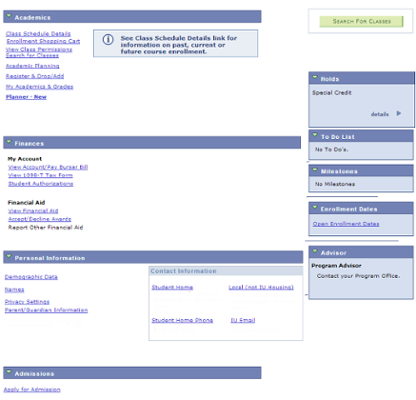 Academics
Class Schedule Details
Enrollment Shopping Cart
View Class Permissions
Search for Classes
Academic Planning
Register & Drop/Add
My Academics & Grades
Planner - New
See Class Schedule Details link for
information on past, current or
future course enrollment.
Finances
My Account
View Account/Pay Bursar Bill
View 1098-T Tax Form
Student Authorizations
Financial Aid
View Financial Aid
Accept/Decline Awards
Report Other Financial Aid
Personal Information
Demographic Data
Names
Privacy Settings
Parent/Guardian Information
Contact Information
Student Home
Local (not IU Housing)
Student Home Phone
IU Email
Admissions
Apply for Admission
Search For Classes
Holds
Special Credit
details
To Do List
No To Do's.
Milestones
No Milestones
Enrollment Dates
Open Enrollment Dates
Advisor
Program Advisor
Contact your Program Office.